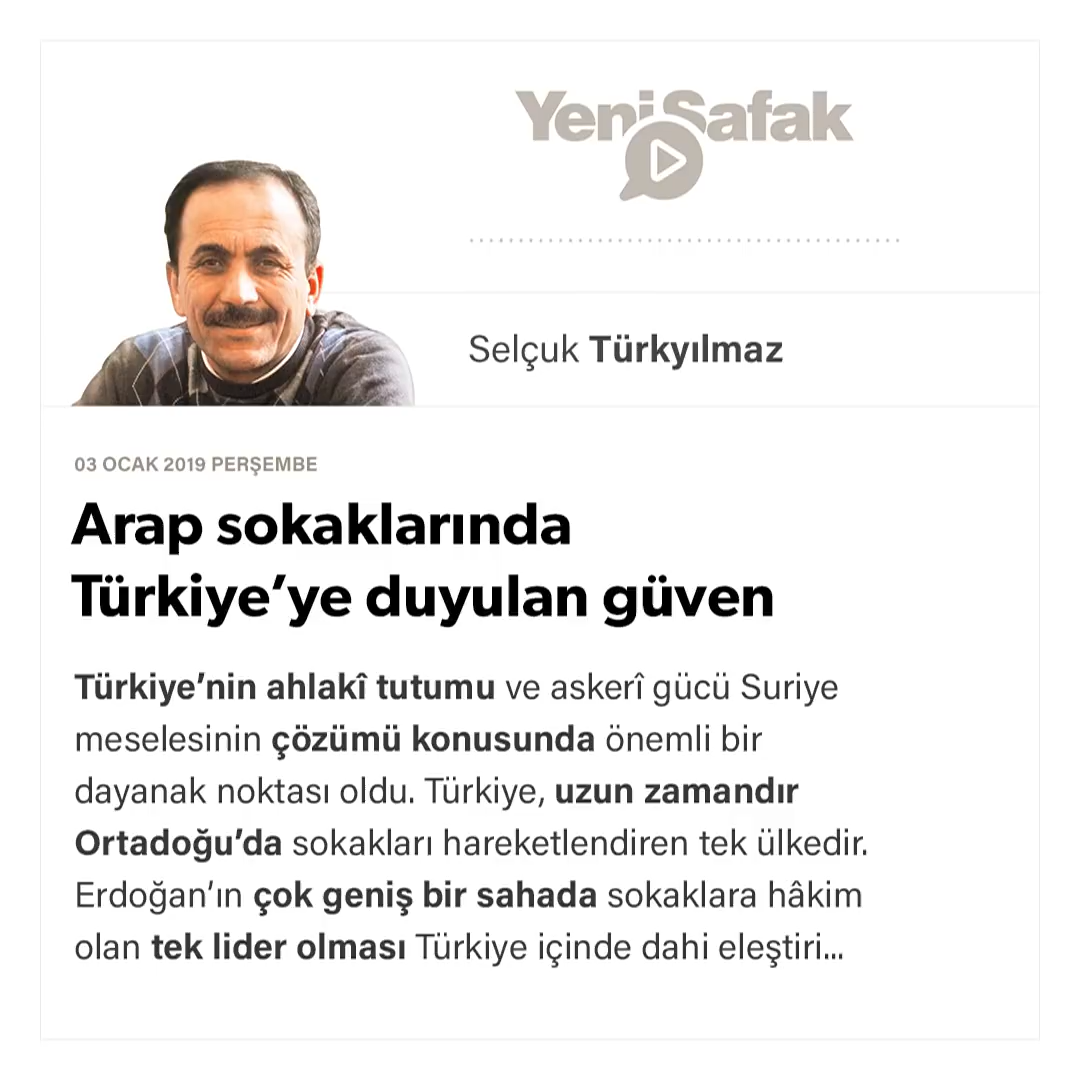 YeniŞafak
Selçuk Türkyılmaz
03 OCAK 2019 PERŞEMBE
Arap sokaklarında
Türkiye’ye duyulan güven
Türkiye’nin ahlakî tutumu ve askerî gücü Suriye
meselesinin çözümü konusunda önemli bir
dayanak noktası oldu. Türkiye, uzun zamandır
Ortadoğu’da sokakları hareketlendiren tek ülkedir.
Erdoğan’ın çok geniş bir sahada sokaklara hâkim
olan tek lider olması Türkiye içinde dahi eleştiri...